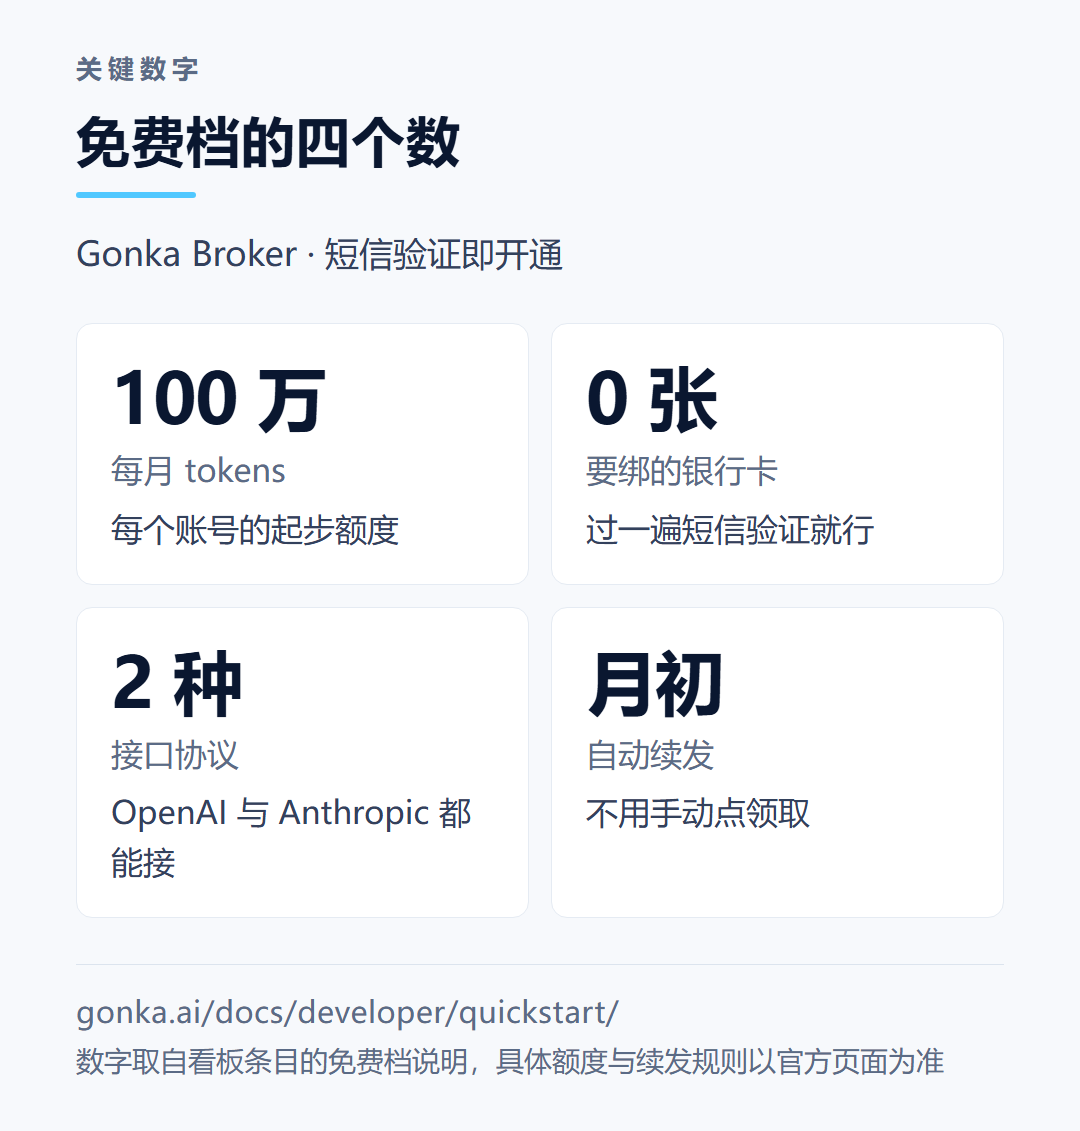 关键数字
免费档的四个数
Gonka Broker · 短信验证即开通
100 万
每月 tokens
每个账号的起步额度
0 张
要绑的银行卡
过一遍短信验证就行
2 种
接口协议
OpenAI 与 Anthropic 都
能接
月初
自动续发
不用手动点领取
gonka.ai/docs/developer/quickstart/
数字取自看板条目的免费档说明，具体额度与续发规则以官方页面为准